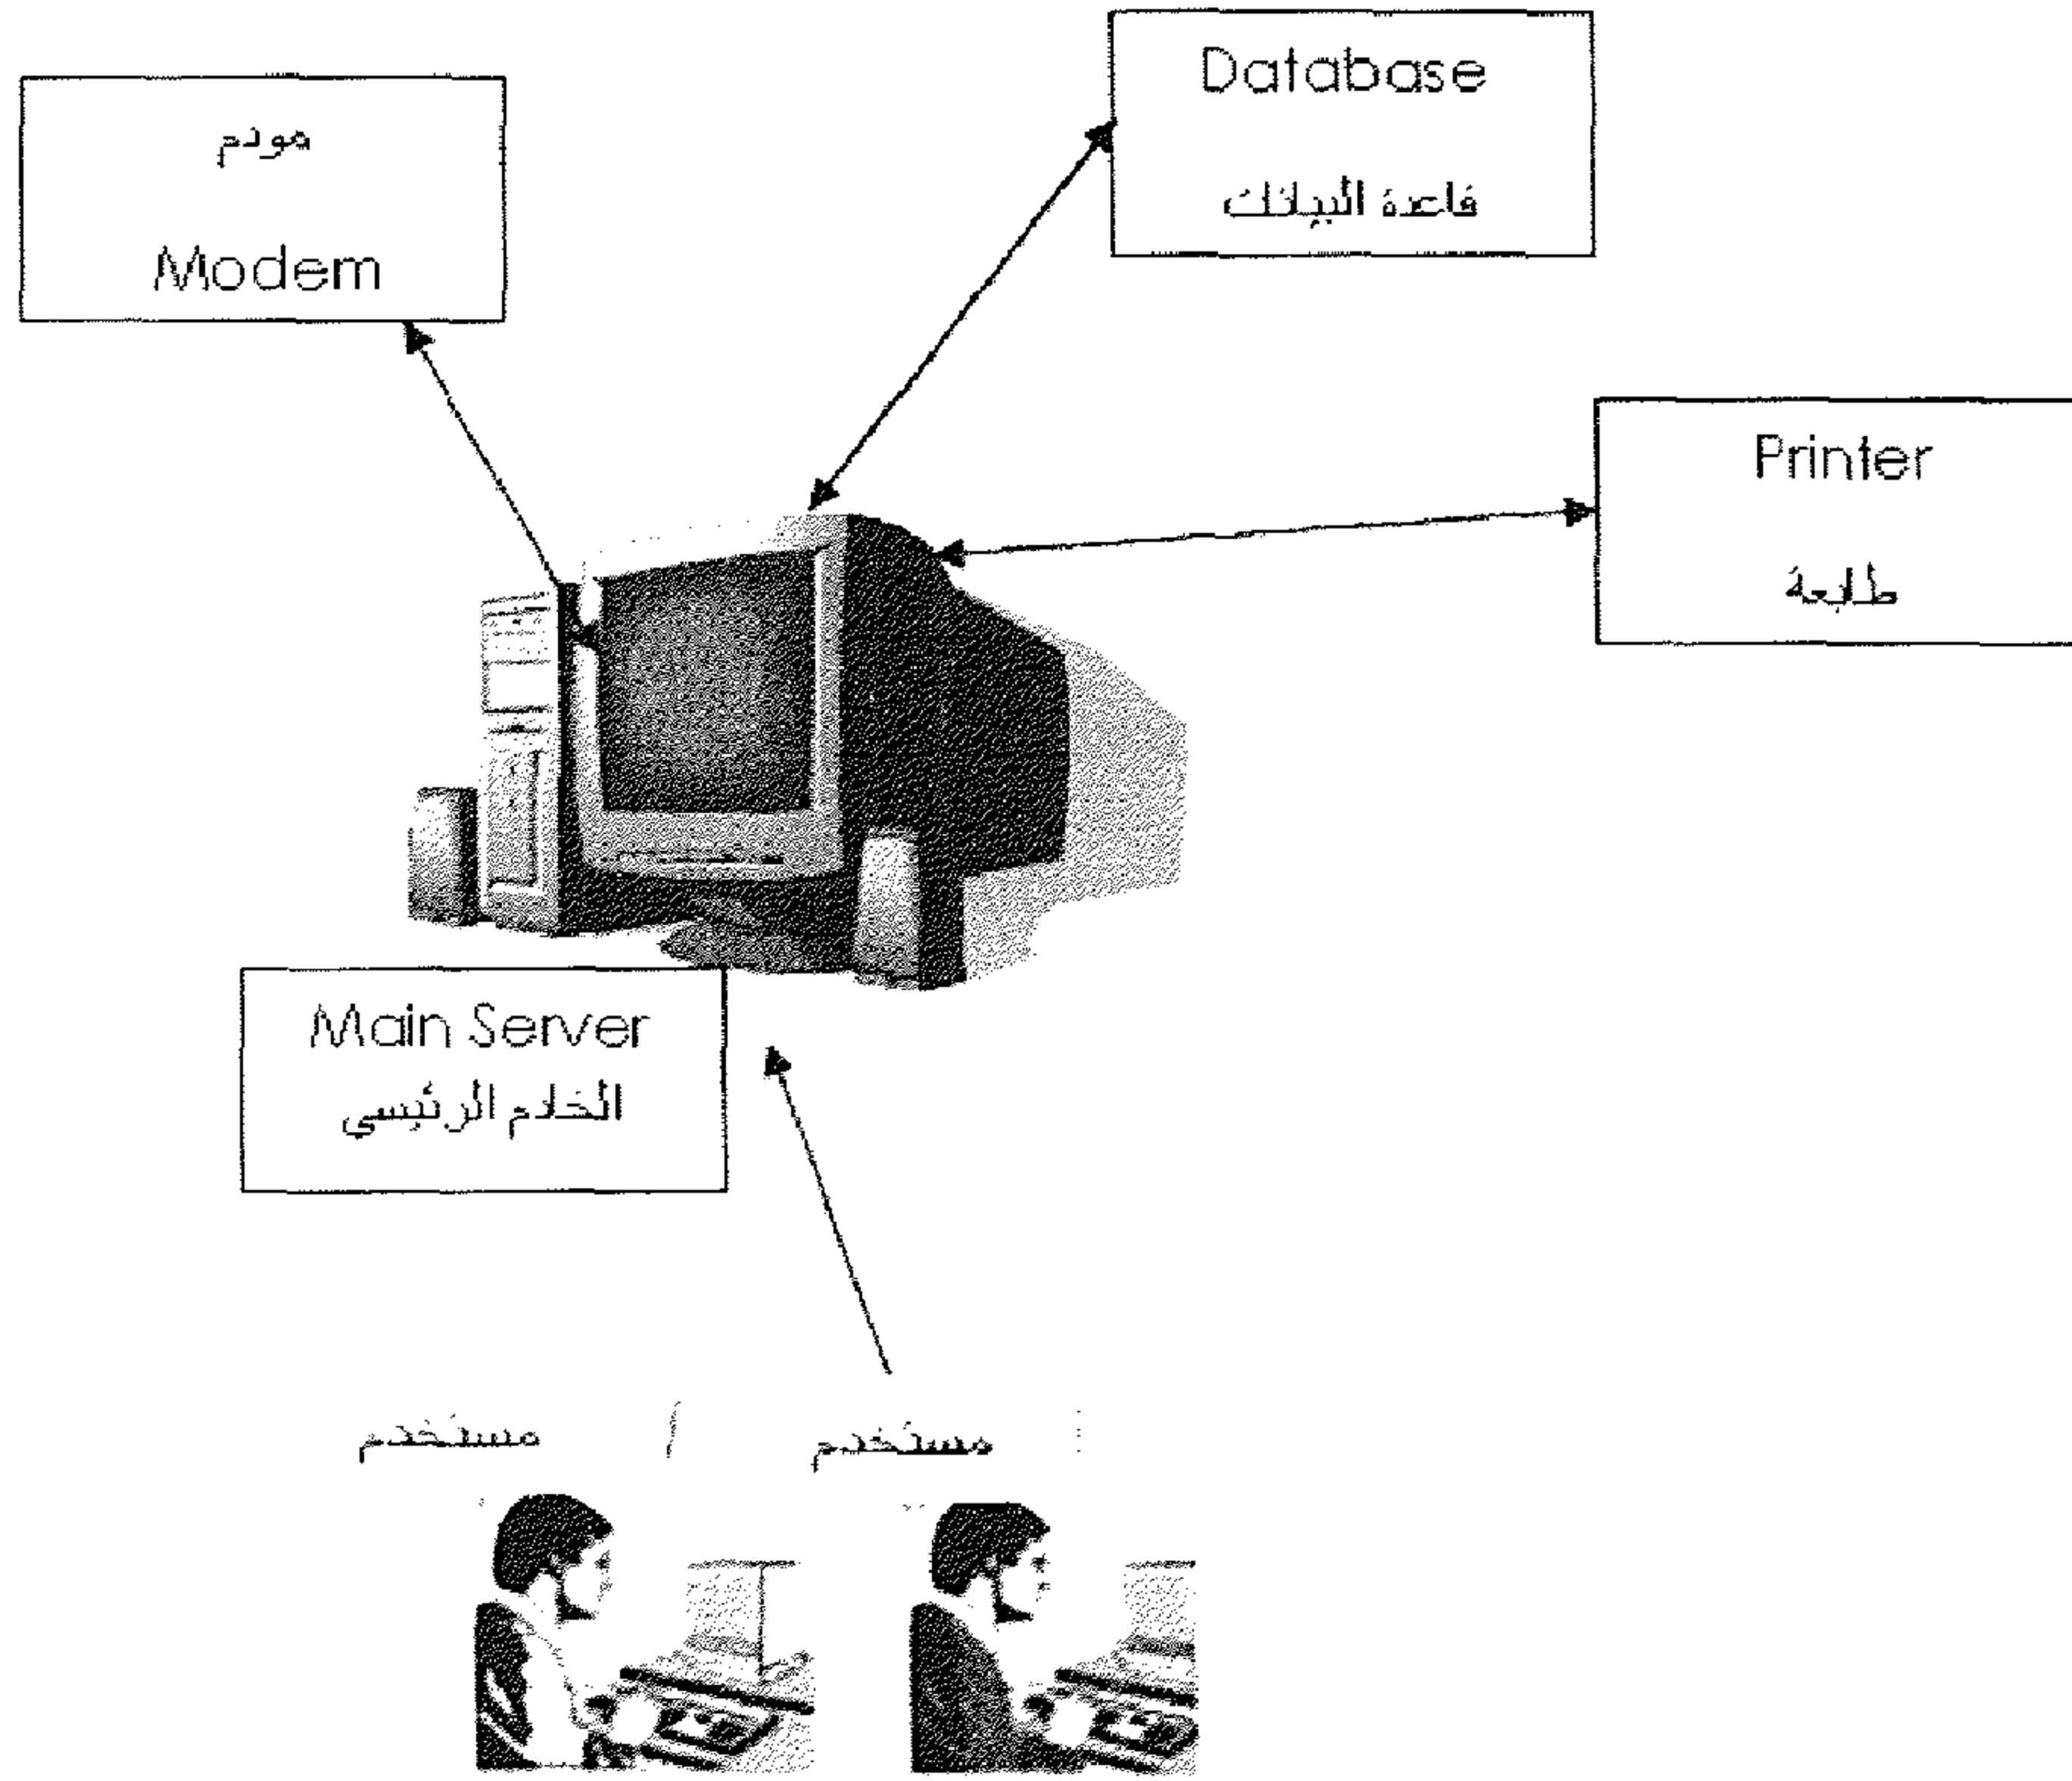 Database
قاعدة البيانات
مودم
Modem
Printer
طابعة
Main Server
الخادم الرئيسي
مستخدم
مستخدم